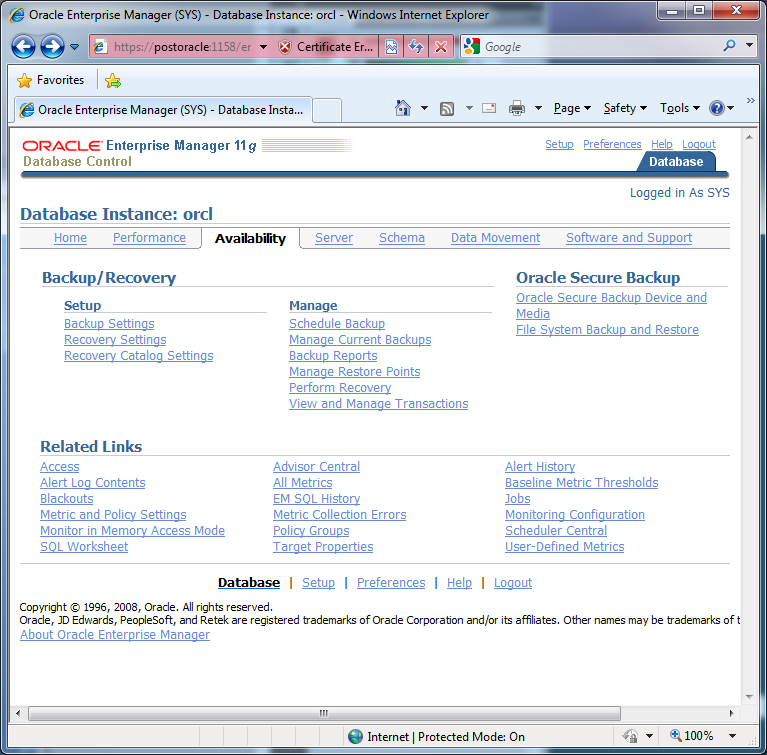 Oracle Enterprise Manager (SYS) - Database Instance: orcl - Windows Internet Explorer
https://postoracle:1158/er Certificate Er... Google
Favorites
Oracle Enterprise Manager (SYS) - Database Insta... Page Safety Tools
ORACLE Enterprise Manager 11g
Database Control
Setup Preferences Help Logout
Database
Logged in As SYS
Database Instance: orcl
Home Performance Availability Server Schema Data Movement Software and Support
Backup/Recovery
Setup
Backup Settings
Recovery Settings
Recovery Catalog Settings
Manage
Schedule Backup
Manage Current Backups
Backup Reports
Manage Restore Points
Perform Recovery
View and Manage Transactions
Oracle Secure Backup
Oracle Secure Backup Device and
Media
File System Backup and Restore
Related Links
Access Advisor Central Alert History
Alert Log Contents All Metrics Baseline Metric Thresholds
Blackouts EM SQL History Jobs
Metric and Policy Settings Metric Collection Errors Monitoring Configuration
Monitor in Memory Access Mode Policy Groups Scheduler Central
SQL Worksheet Target Properties User-Defined Metrics
Database | Setup | Preferences | Help | Logout
Copyright © 1996, 2008, Oracle. All rights reserved.
Oracle, JD Edwards, PeopleSoft, and Retek are registered trademarks of Oracle Corporation and/or its affiliates. Other names may be trademarks of t
About Oracle Enterprise Manager
Internet | Protected Mode: On 100%